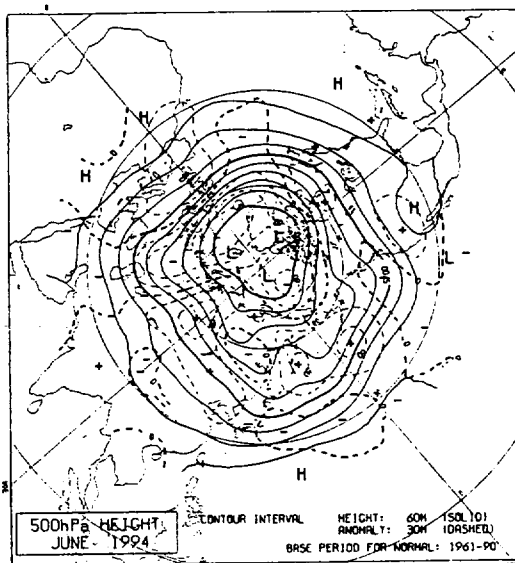 H
H
H
H
L
H
500hPa HEIGHT
JUNE 1994
CONTOUR INTERVAL
HEIGHT: 60M (SOLID)
ANOMALY: 30M (DASHED)
BASE PERIOD FOR NORMAL: 1961-90